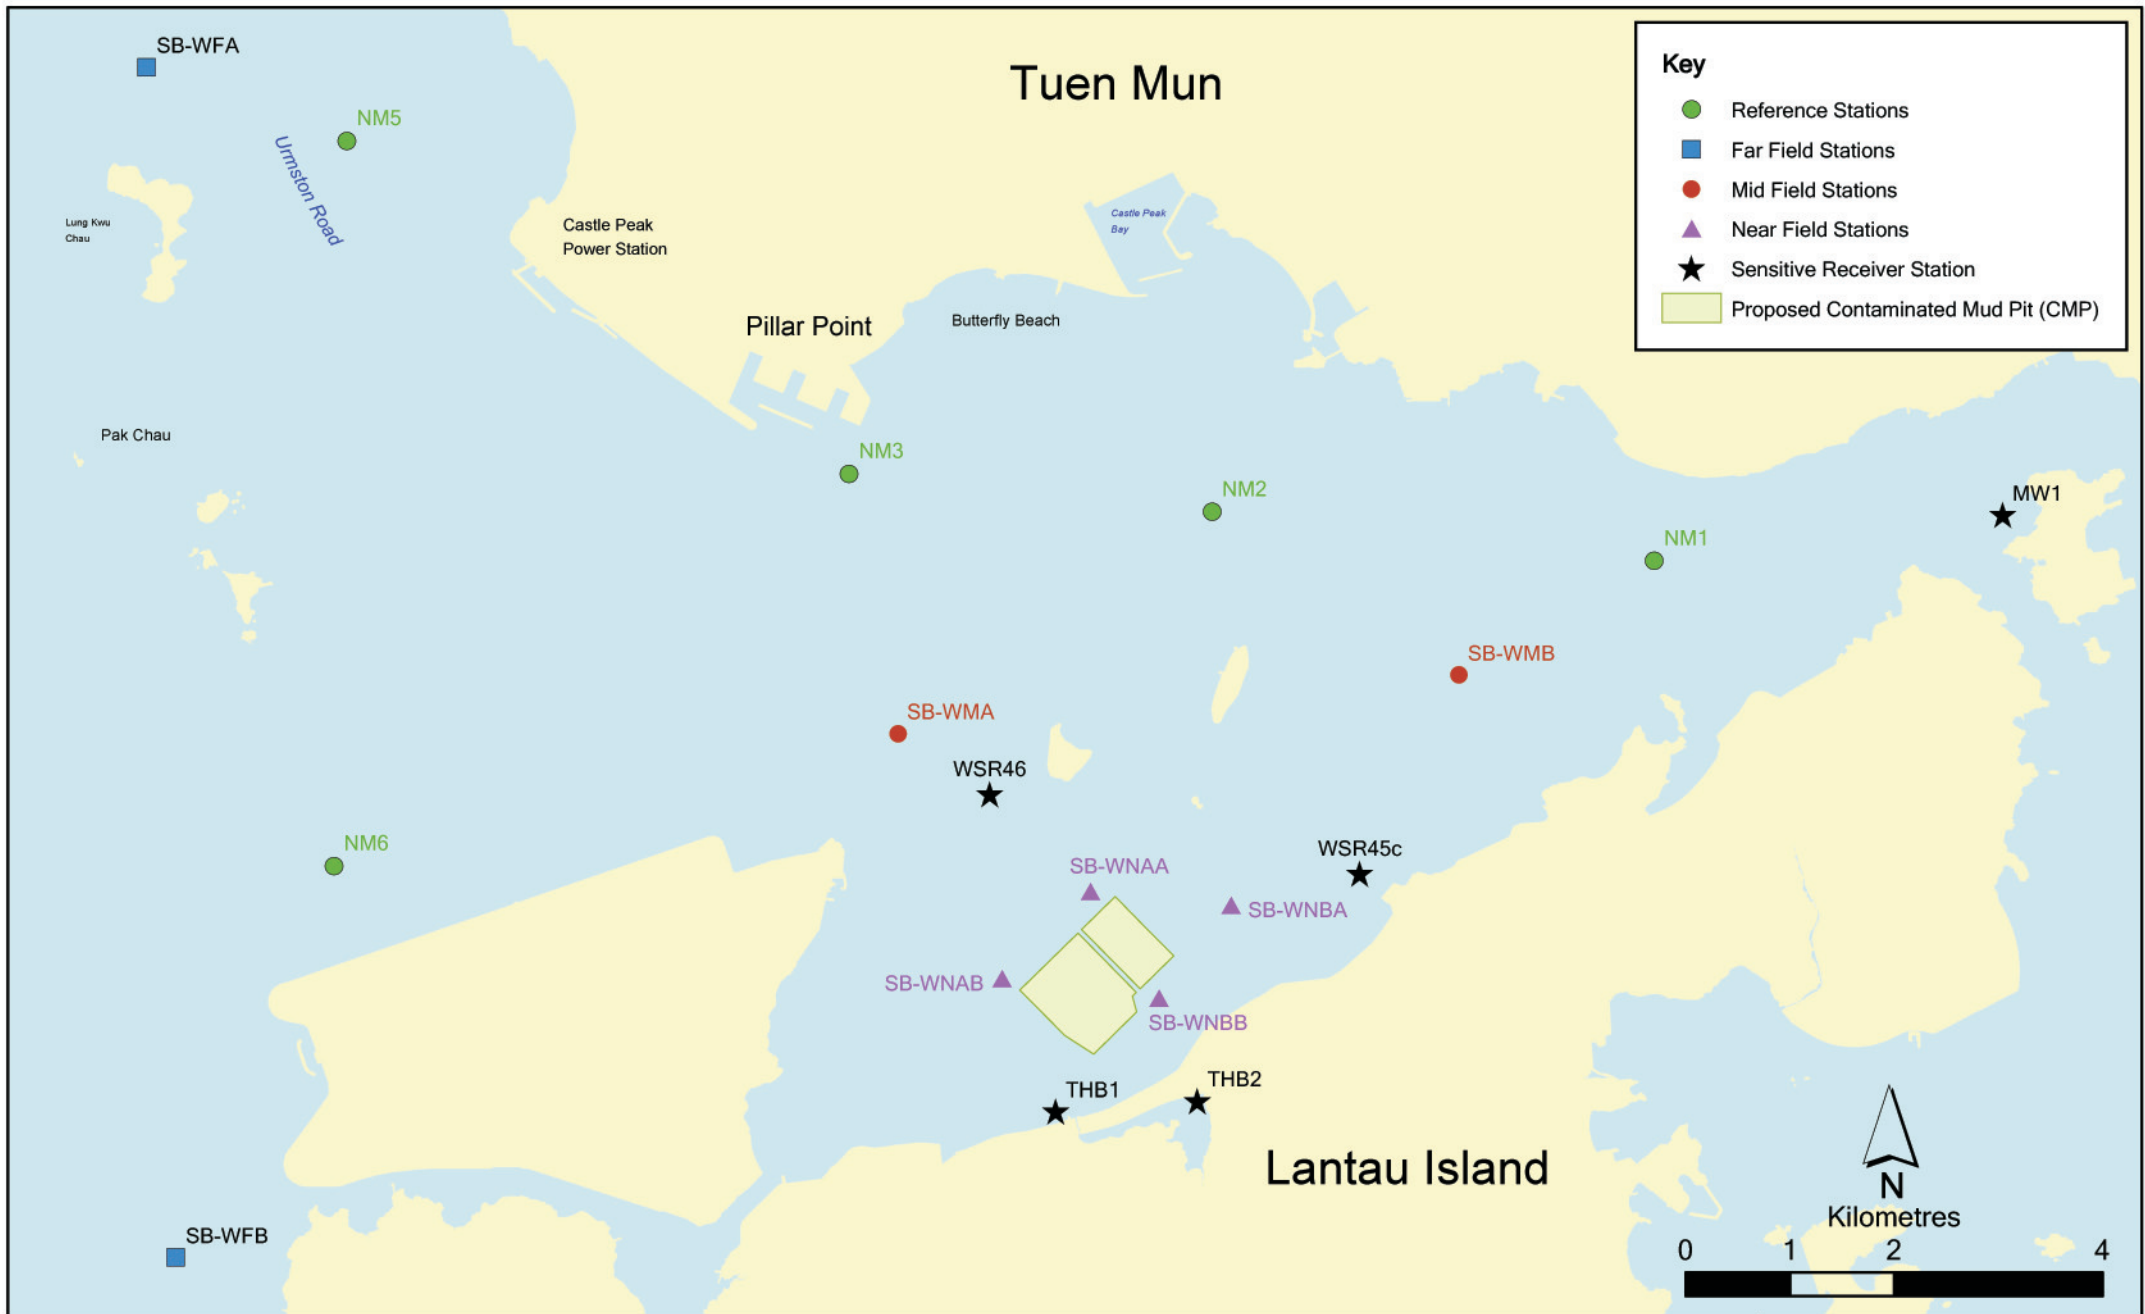 SB-WFA
Tuen Mun
Key
Reference Stations
Far Field Stations
Mid Field Stations
Near Field Stations
Sensitive Receiver Station
Proposed Contaminated Mud Pit (CMP)
NM5
Urmston Road
Lung Kwu
Chau
Castle Peak
Power Station
Castle Peak
Bay
Pillar Point
Butterfly Beach
Pak Chau
NM3
NM2
MW1
NM1
SB-WMB
SB-WMA
WSR46
NM6
WSR45c
SB-WNAA
SB-WNBA
SB-WNAB
SB-WNBB
THB1
THB2
Lantau Island
N
Kilometres
0 1 2 4
SB-WFB